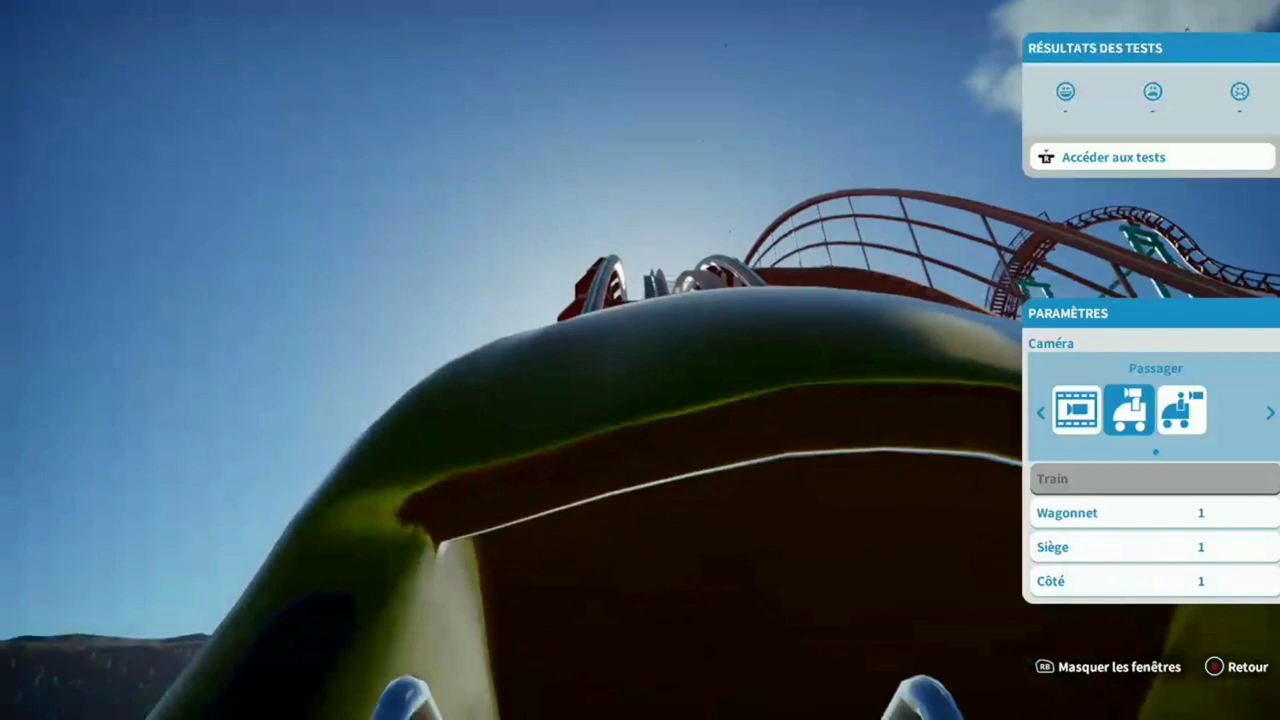 RÉSULTATS DES TESTS
- - -
Accéder aux tests
PARAMÈTRES
Caméra
Passager
Train
Wagonnet 1
Siège 1
Côté 1
RB Masquer les fenêtres Retour